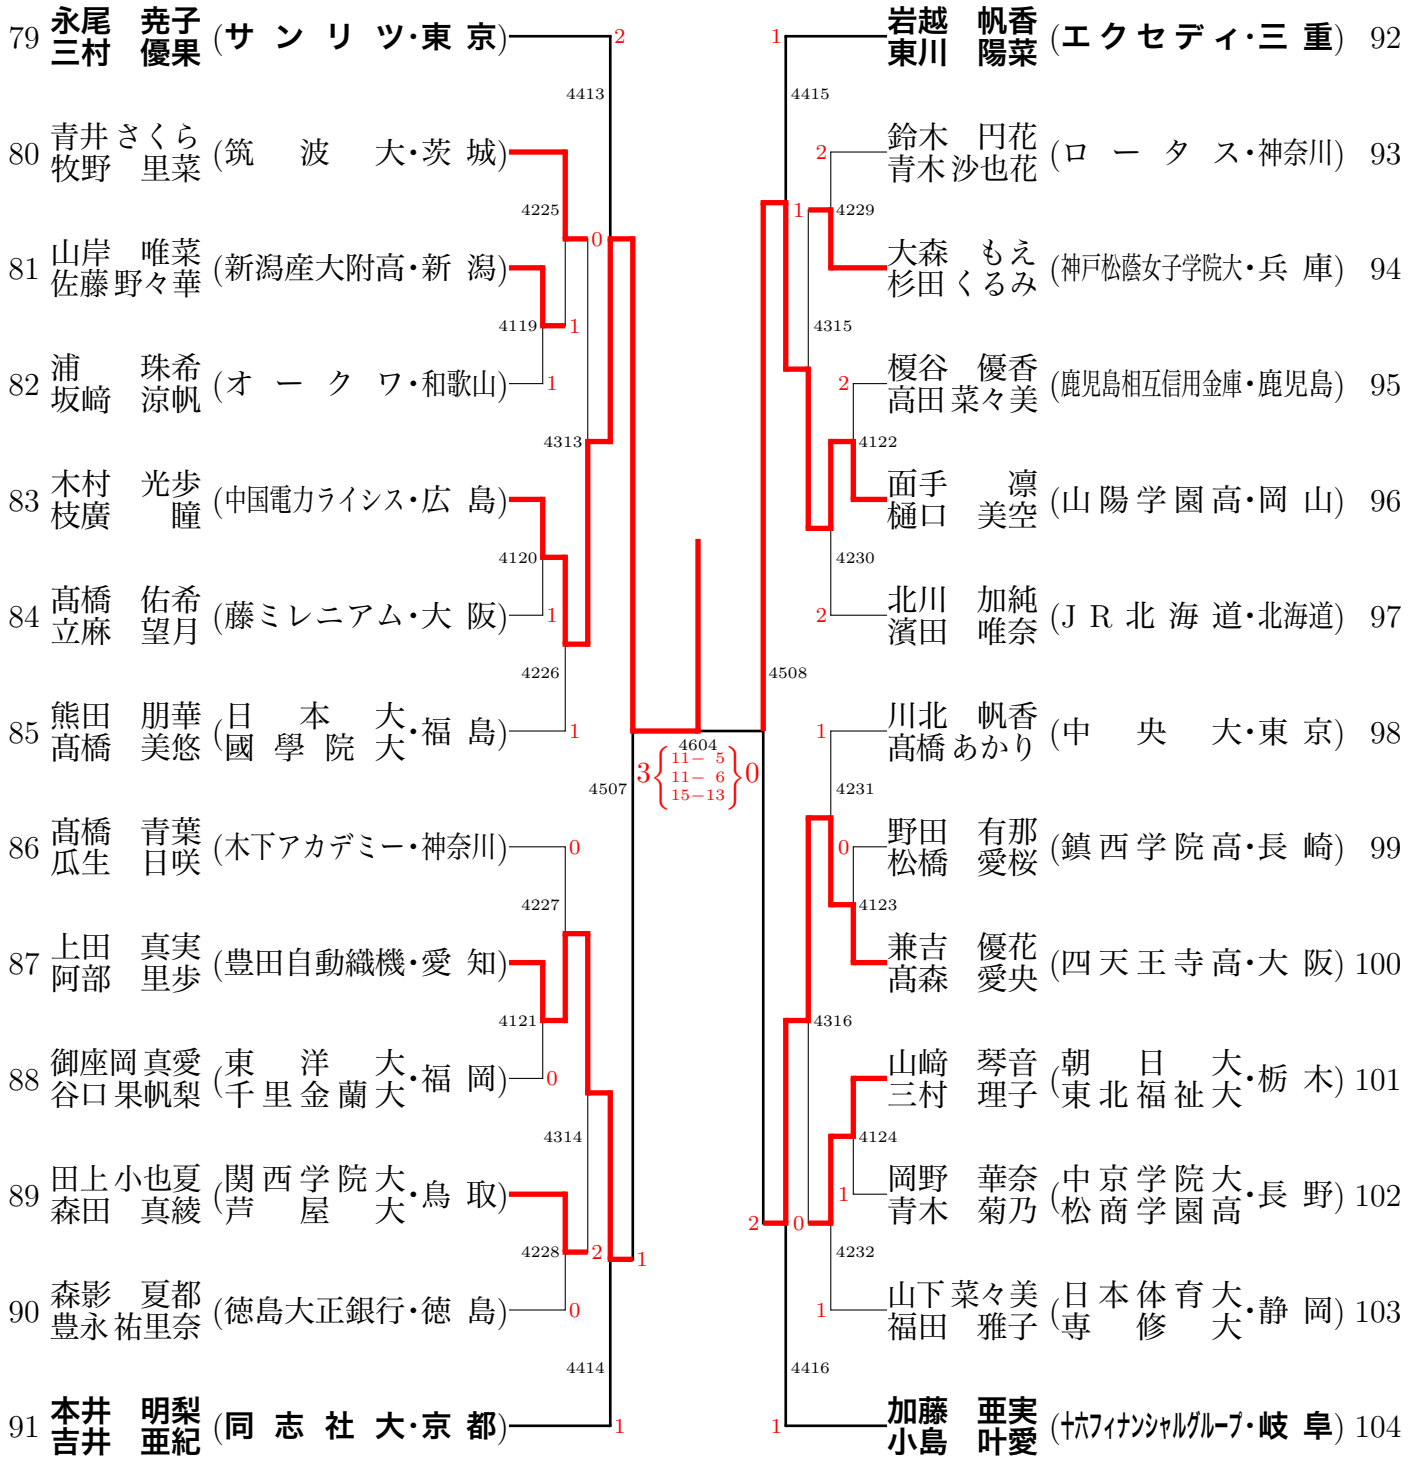 79 永尾 尭子 三村 優果 (サンリツ・東京) 2
4413
80 青井さくら 牧野 里菜 (筑波大・茨城)
4225
0
81 山岸 唯菜 佐藤野々華 (新潟産大附高・新潟)
4119 1
82 浦 珠希 坂﨑 涼帆 (オークワ・和歌山) 1
4313
83 木村 光歩 枝廣 瞳 (中国電力ライシス・広島)
4120
84 髙橋 佑希 立麻 望月 (藤ミレニアム・大阪) 1
4226
85 熊田 朋華 髙橋 美悠 (日本大 國學院大・福島) 1
4507
86 髙橋 青葉 瓜生 日咲 (木下アカデミー・神奈川) 0
4227
87 上田 真実 阿部 里歩 (豊田自動織機・愛知)
4121
88 御座岡真愛 谷口果帆梨 (東洋大 千里金蘭大・福岡) 0
4314
89 田上小也夏 森田 真綾 (関西学院大 芦屋大・鳥取)
4228 2 1
90 森影 夏都 豊永祐里奈 (徳島大正銀行・徳島) 0
4414
91 本井 明梨 吉井 亜紀 (同志社大・京都) 1
4604
3 { 11− 5
11− 6
15−13 } 0
1 岩越 帆香 東川 陽菜 (エクセディ・三重) 92
4415
2 鈴木 円花 青木沙也花 (ロータス・神奈川) 93
1 4229
大森 もえ 杉田くるみ (神戸松蔭女子学院大・兵庫) 94
4315
2 榎谷 優香 高田菜々美 (鹿児島相互信用金庫・鹿児島) 95
4122
面手 凛 樋口 美空 (山陽学園高・岡山) 96
4230
2 北川 加純 濱田 唯奈 (JR北海道・北海道) 97
4508
1 川北 帆香 髙橋あかり (中央大・東京) 98
4231
0 野田 有那 松橋 愛桜 (鎮西学院高・長崎) 99
4123
兼吉 優花 髙森 愛央 (四天王寺高・大阪) 100
4316
山﨑 琴音 三村 理子 (朝日大 東北福祉大・栃木) 101
4124
1 岡野 華奈 青木 菊乃 (中京学院大 松商学園高・長野) 102
2 0 4232
1 山下菜々美 福田 雅子 (日本体育大 専修大・静岡) 103
4416
1 加藤 亜実 小島 叶愛 (十六フィナンシャルグループ・岐阜) 104